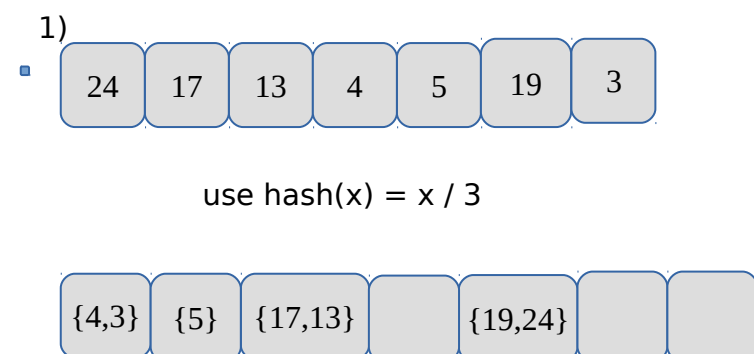 1)
24 17 13 4 5 19 3
use hash(x) = x / 3
{4,3} {5} {17,13} {19,24}